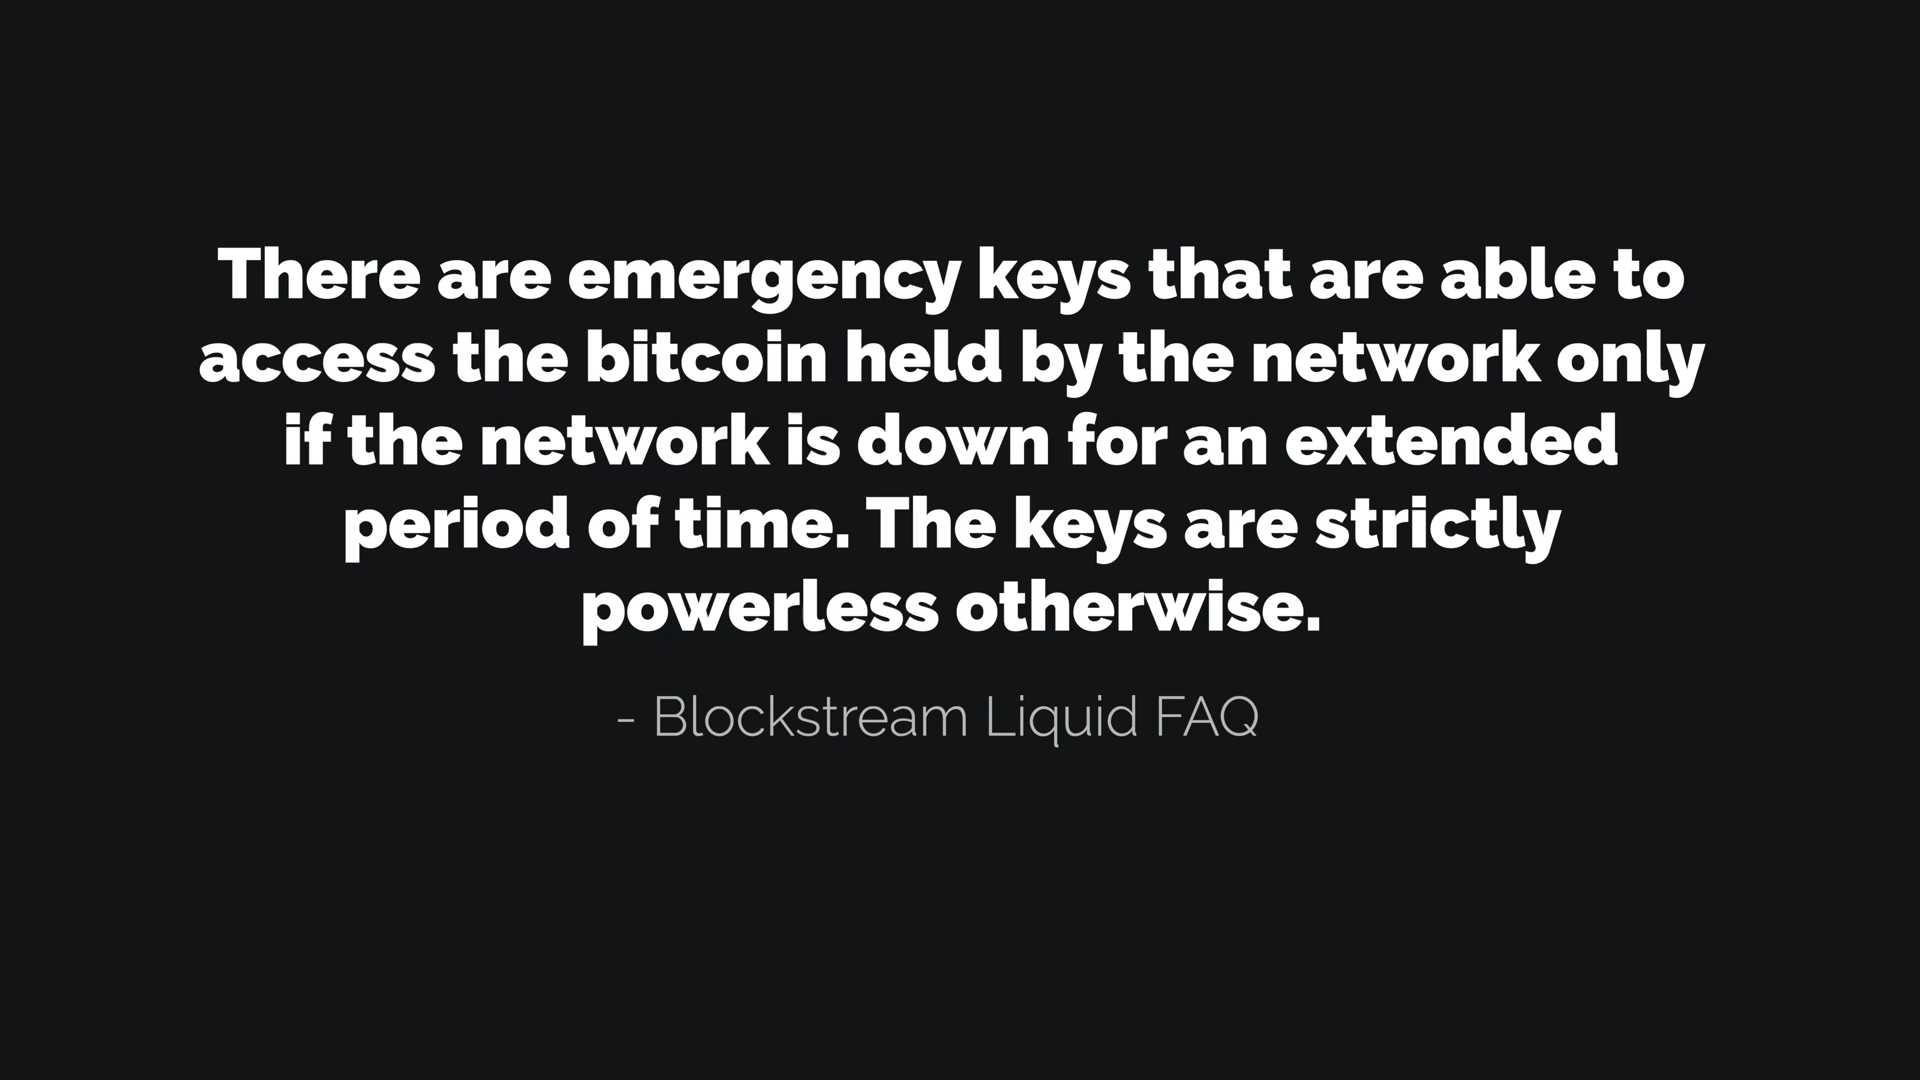 There are emergency keys that are able to
access the bitcoin held by the network only
if the network is down for an extended
period of time. The keys are strictly
powerless otherwise.
- Blockstream Liquid FAQ